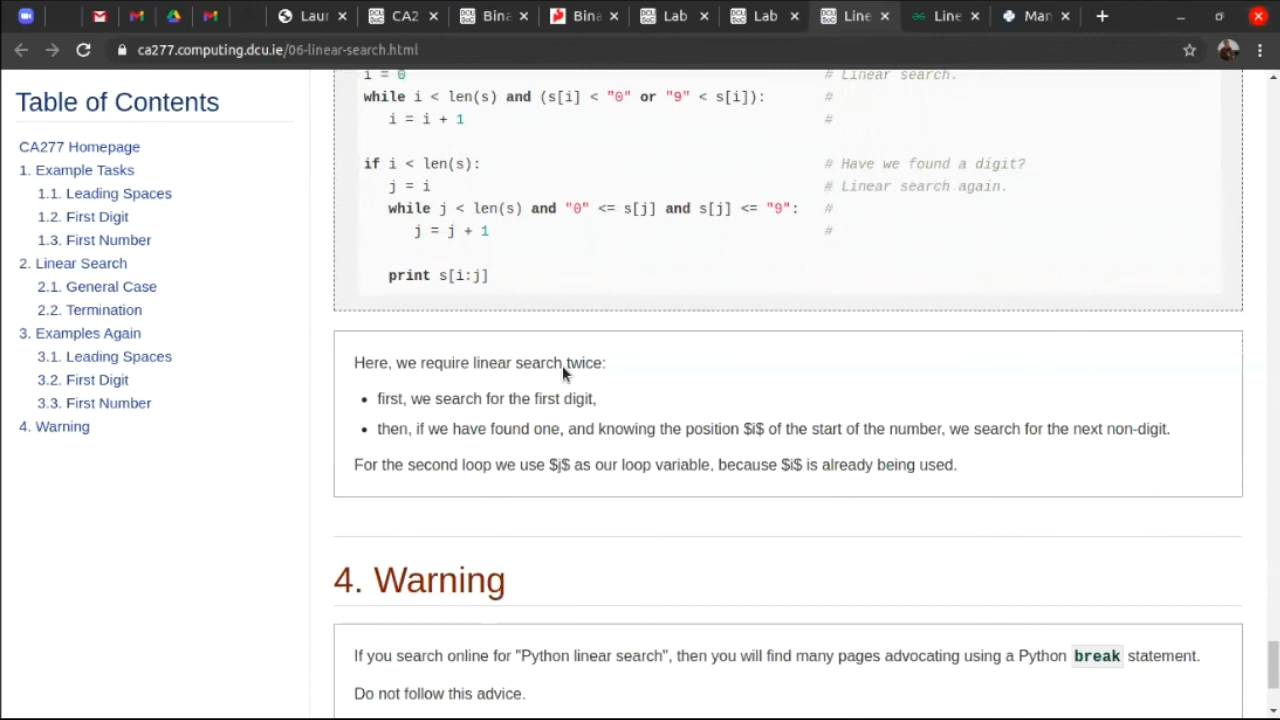 Laur
CA2
Bina
Bina
Lab
Lab
Line
Line
Man
ca277.computing.dcu.ie/06-linear-search.html
Table of Contents
CA277 Homepage
1. Example Tasks
1.1. Leading Spaces
1.2. First Digit
1.3. First Number
2. Linear Search
2.1. General Case
2.2. Termination
3. Examples Again
3.1. Leading Spaces
3.2. First Digit
3.3. First Number
4. Warning
i = 0 # Linear search.
while i < len(s) and (s[i] < "0" or "9" < s[i]): #
i = i + 1 #
if i < len(s): # Have we found a digit?
j = i # Linear search again.
while j < len(s) and "0" <= s[j] and s[j] <= "9": #
j = j + 1 #
print s[i:j]
Here, we require linear search twice:
• first, we search for the first digit,
• then, if we have found one, and knowing the position $i$ of the start of the number, we search for the next non-digit.
For the second loop we use $j$ as our loop variable, because $i$ is already being used.
4. Warning
If you search online for "Python linear search", then you will find many pages advocating using a Python break statement.
Do not follow this advice.